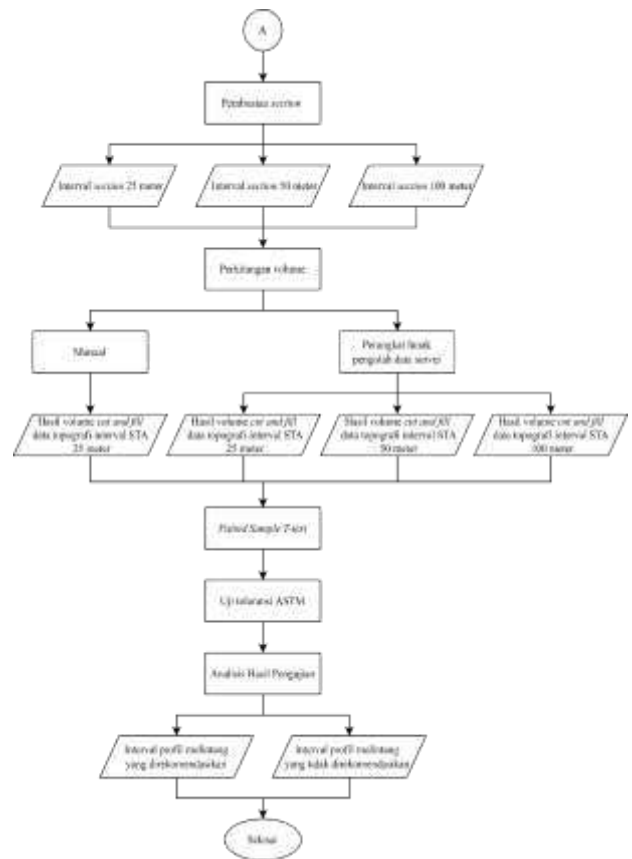 A
Pembuatan section
Interval section 25 meter
Interval section 50 meter
Interval section 100 meter
Perhitungan volume
Manual
Perangkat lunak
pengolah data survei
Hasil volume cut and fill
data topografi interval STA
25 meter
Hasil volume cut and fill
data topografi interval STA
25 meter
Hasil volume cut and fill
data topografi interval STA
50 meter
Hasil volume cut and fill
data topografi interval STA
100 meter
Paired Sample T-test
Uji toleransi ASTM
Analisis Hasil Pengujian
Interval profil melintang
yang direkomendasikan
Interval profil melintang
yang tidak direkomendasikan
Selesai